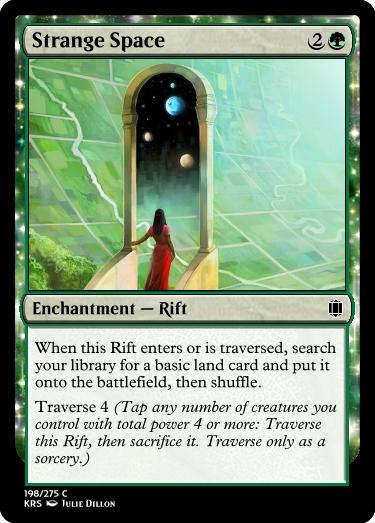 Strange Space 2
Enchantment — Rift
When this Rift enters or is traversed, search
your library for a basic land card and put it
onto the battlefield, then shuffle.
Traverse 4 (Tap any number of creatures you
control with total power 4 or more: Traverse
this Rift, then sacrifice it. Traverse only as a
sorcery.)
198/275 C
KRS JULIE DILLON